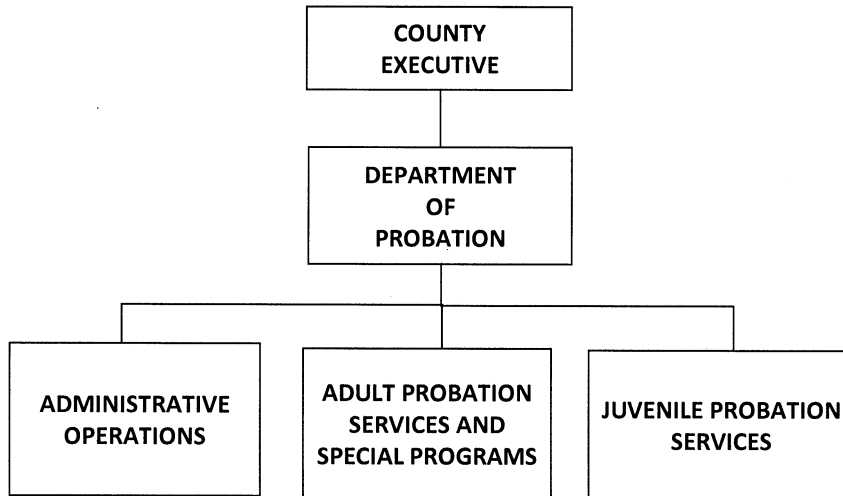 COUNTY
EXECUTIVE
DEPARTMENT
OF
PROBATION
ADMINISTRATIVE
OPERATIONS
ADULT PROBATION
SERVICES AND
SPECIAL PROGRAMS
JUVENILE PROBATION
SERVICES